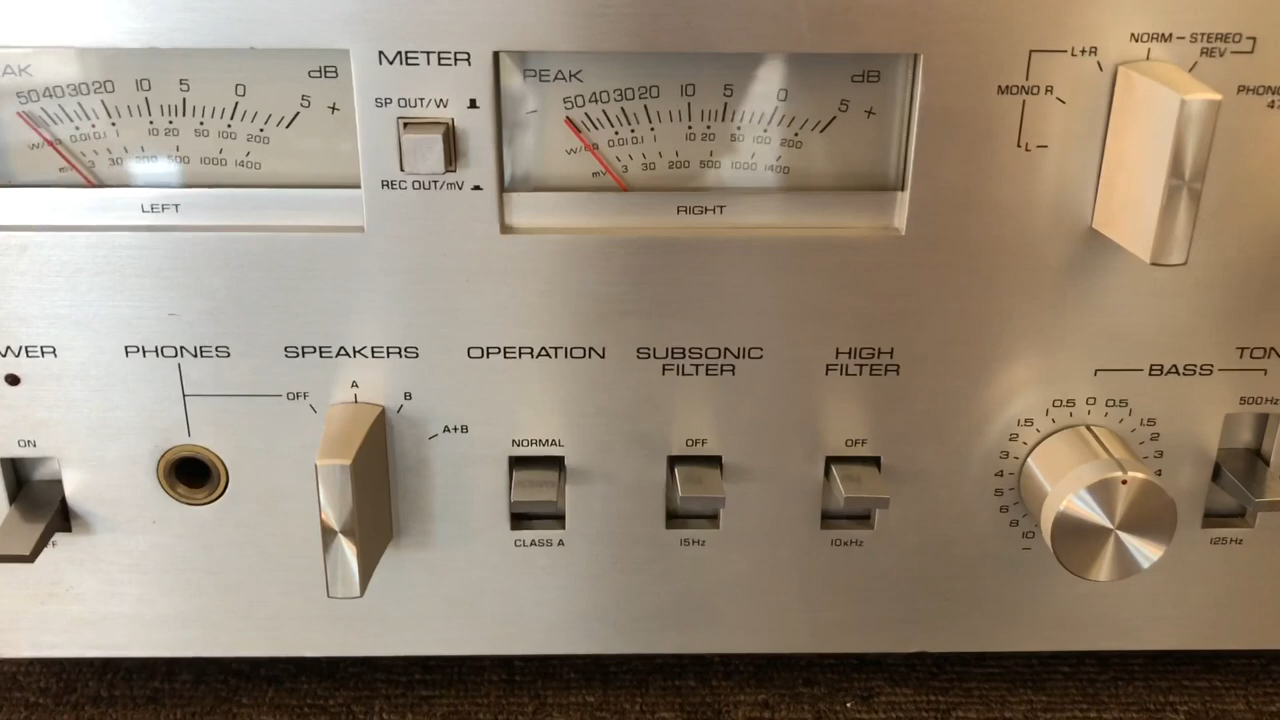 AK dB
50 40 30 20 10 5 0 5 +
0.01 0.1 1 10 20 50 100 200
mV 3 30 200 500 1000 1400
LEFT
METER
SP OUT/W
REC OUT/mV
PEAK dB
− 50 40 30 20 10 5 0 5 +
0.01 0.1 1 10 20 50 100 200
mV 3 30 200 500 1000 1400
RIGHT
NORM – STEREO
REV
L+R
MONO R
L
PHONO
47
WER
ON
FF
PHONES
SPEAKERS
OFF A B A+B
OPERATION
NORMAL
CLASS A
SUBSONIC
FILTER
OFF
15Hz
HIGH
FILTER
OFF
10KHz
BASS
0.5 0 0.5
1.5 1.5
2 2
3 3
4 4
5
6
8
10
−
TON
500Hz
125Hz